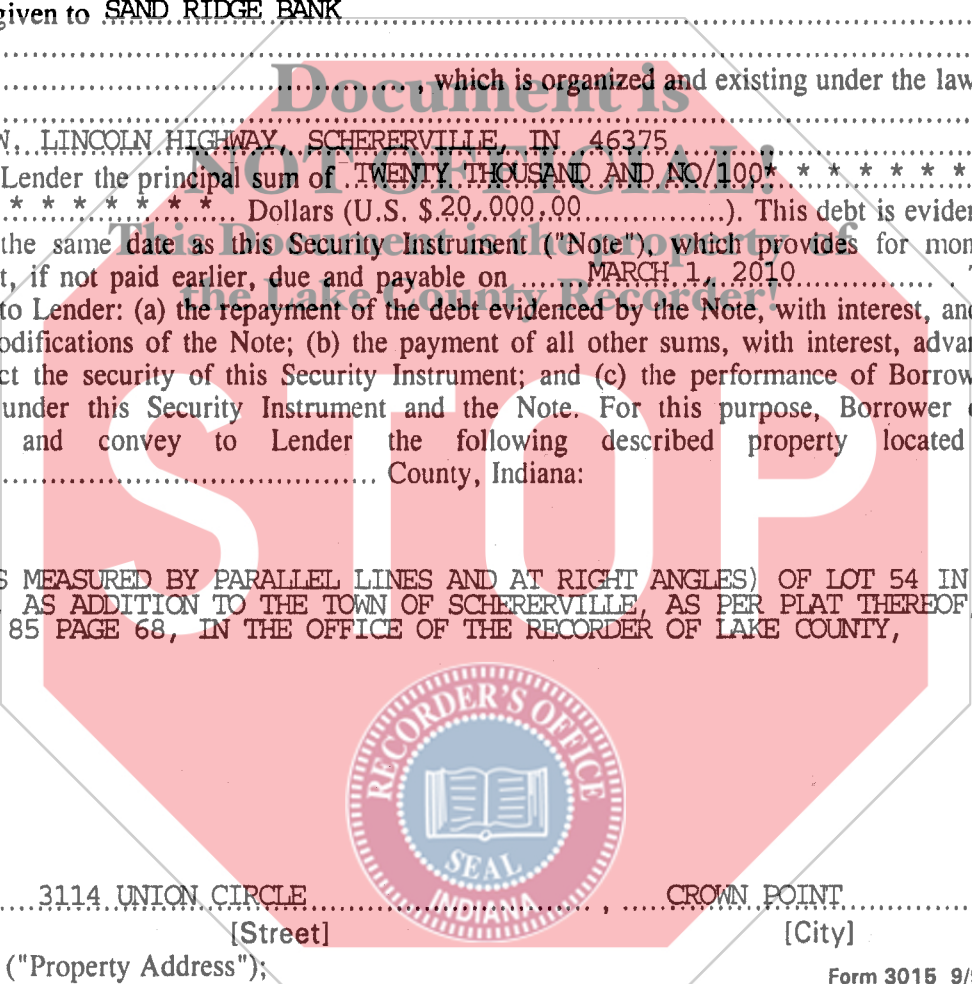 given to SAND RIDGE BANK
, which is organized and existing under the law
LINCOLN HIGHWAY, SCHERERVILLE, IN 46375
Lender the principal sum of TWENTY THOUSAND AND NO/100* * * * * * *
* * * * * * * Dollars (U.S. $ 20,000.00 ). This debt is eviden
the same date as this Security Instrument ("Note"), which provides for mon
t, if not paid earlier, due and payable on MARCH 1, 2010
to Lender: (a) the repayment of the debt evidenced by the Note, with interest, and
odifications of the Note; (b) the payment of all other sums, with interest, advan
ct the security of this Security Instrument; and (c) the performance of Borrow
under this Security Instrument and the Note. For this purpose, Borrower
and convey to Lender the following described property located
County, Indiana:
S MEASURED BY PARALLEL LINES AND AT RIGHT ANGLES) OF LOT 54 IN
AS ADDITION TO THE TOWN OF SCHERERVILLE, AS PER PLAT THEREOF,
85 PAGE 68, IN THE OFFICE OF THE RECORDER OF LAKE COUNTY,
3114 UNION CIRCLE , CROWN POINT
[Street] [City]
("Property Address");
Form 3015 9/
Document is
NOT OFFICIAL!
This Document is the property of
the Lake County Recorder!
STOP
RECORDER'S OFFICE
SEAL
INDIANA